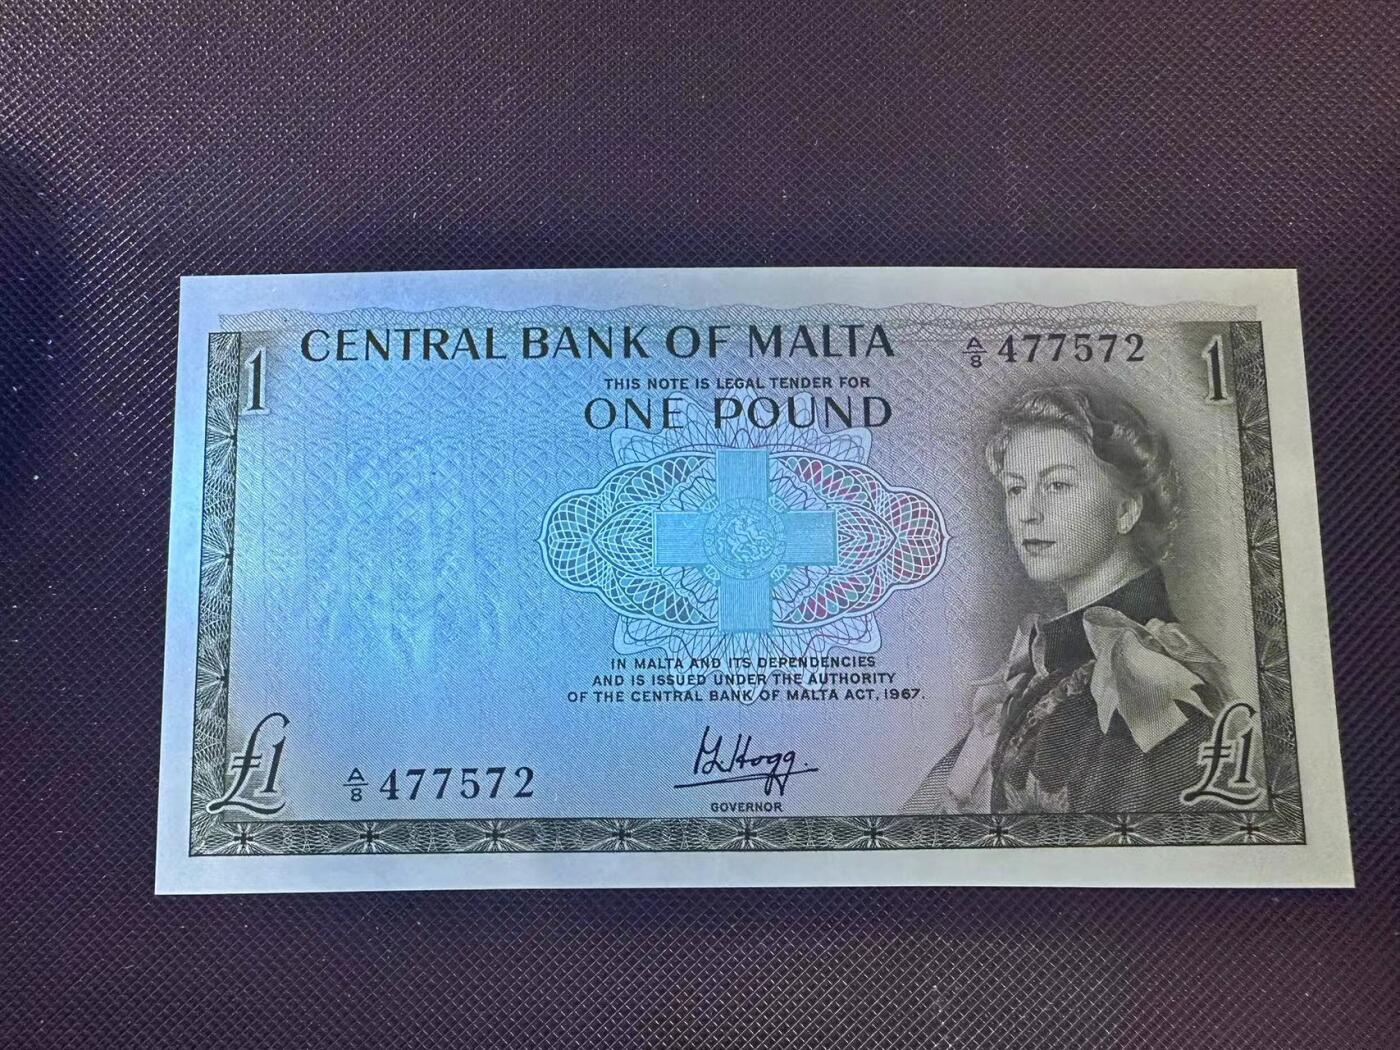 1
CENTRAL BANK OF MALTA
A/8 477572
1
THIS NOTE IS LEGAL TENDER FOR
ONE POUND
IN MALTA AND ITS DEPENDENCIES
AND IS ISSUED UNDER THE AUTHORITY
OF THE CENTRAL BANK OF MALTA ACT, 1967.
£1
A/8 477572
Hogg
GOVERNOR
£1